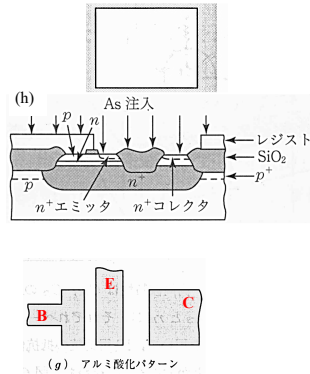 (h)
As 注入
p
n
レジスト
SiO₂
p⁺
p
n⁺
n⁺エミッタ
n⁺コレクタ
B
E
C
(g) アルミ酸化パターン